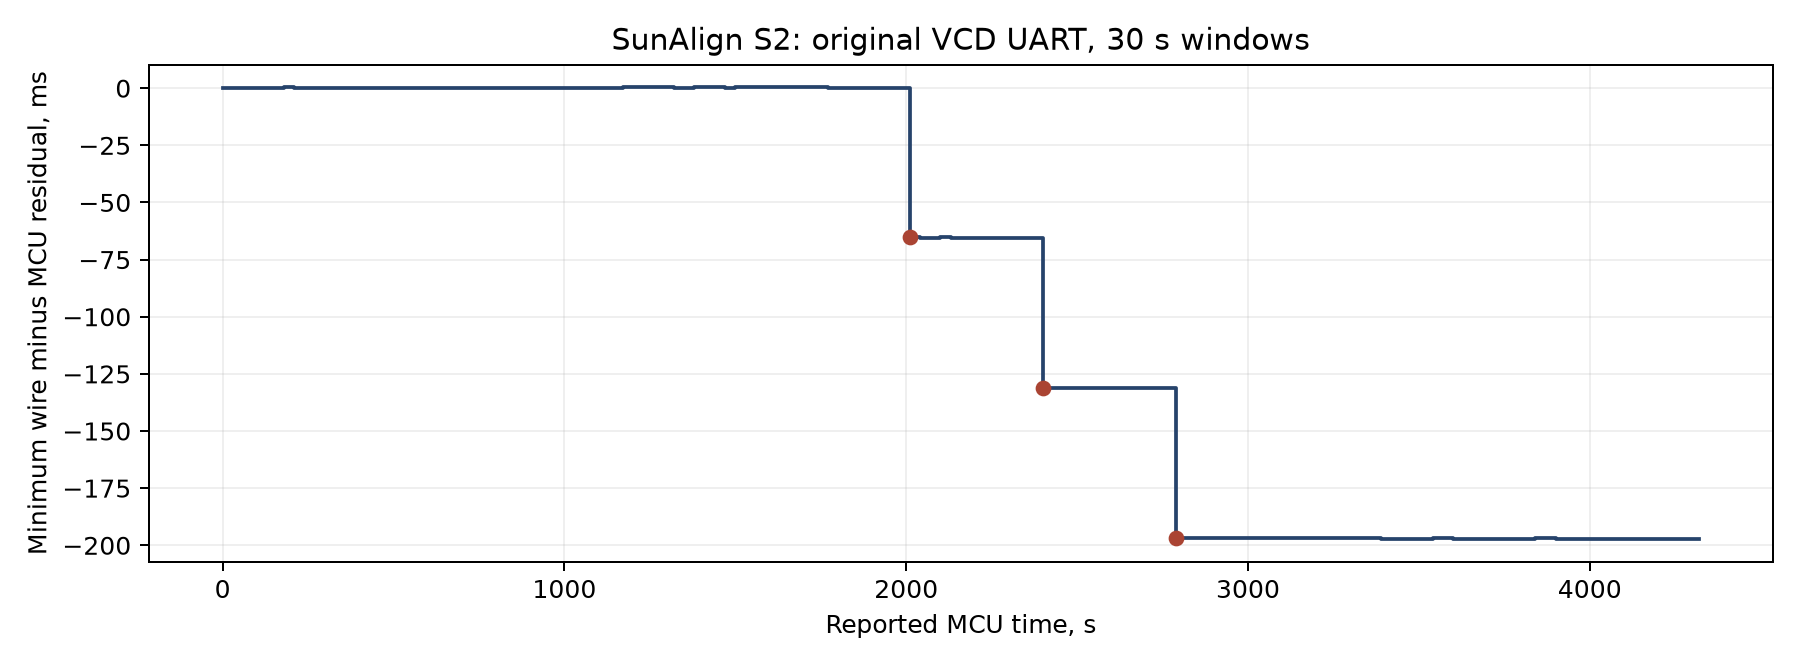 SunAlign S2: original VCD UART, 30 s windows
Minimum wire minus MCU residual, ms
0
−25
−50
−75
−100
−125
−150
−175
−200
0 1000 2000 3000 4000
Reported MCU time, s